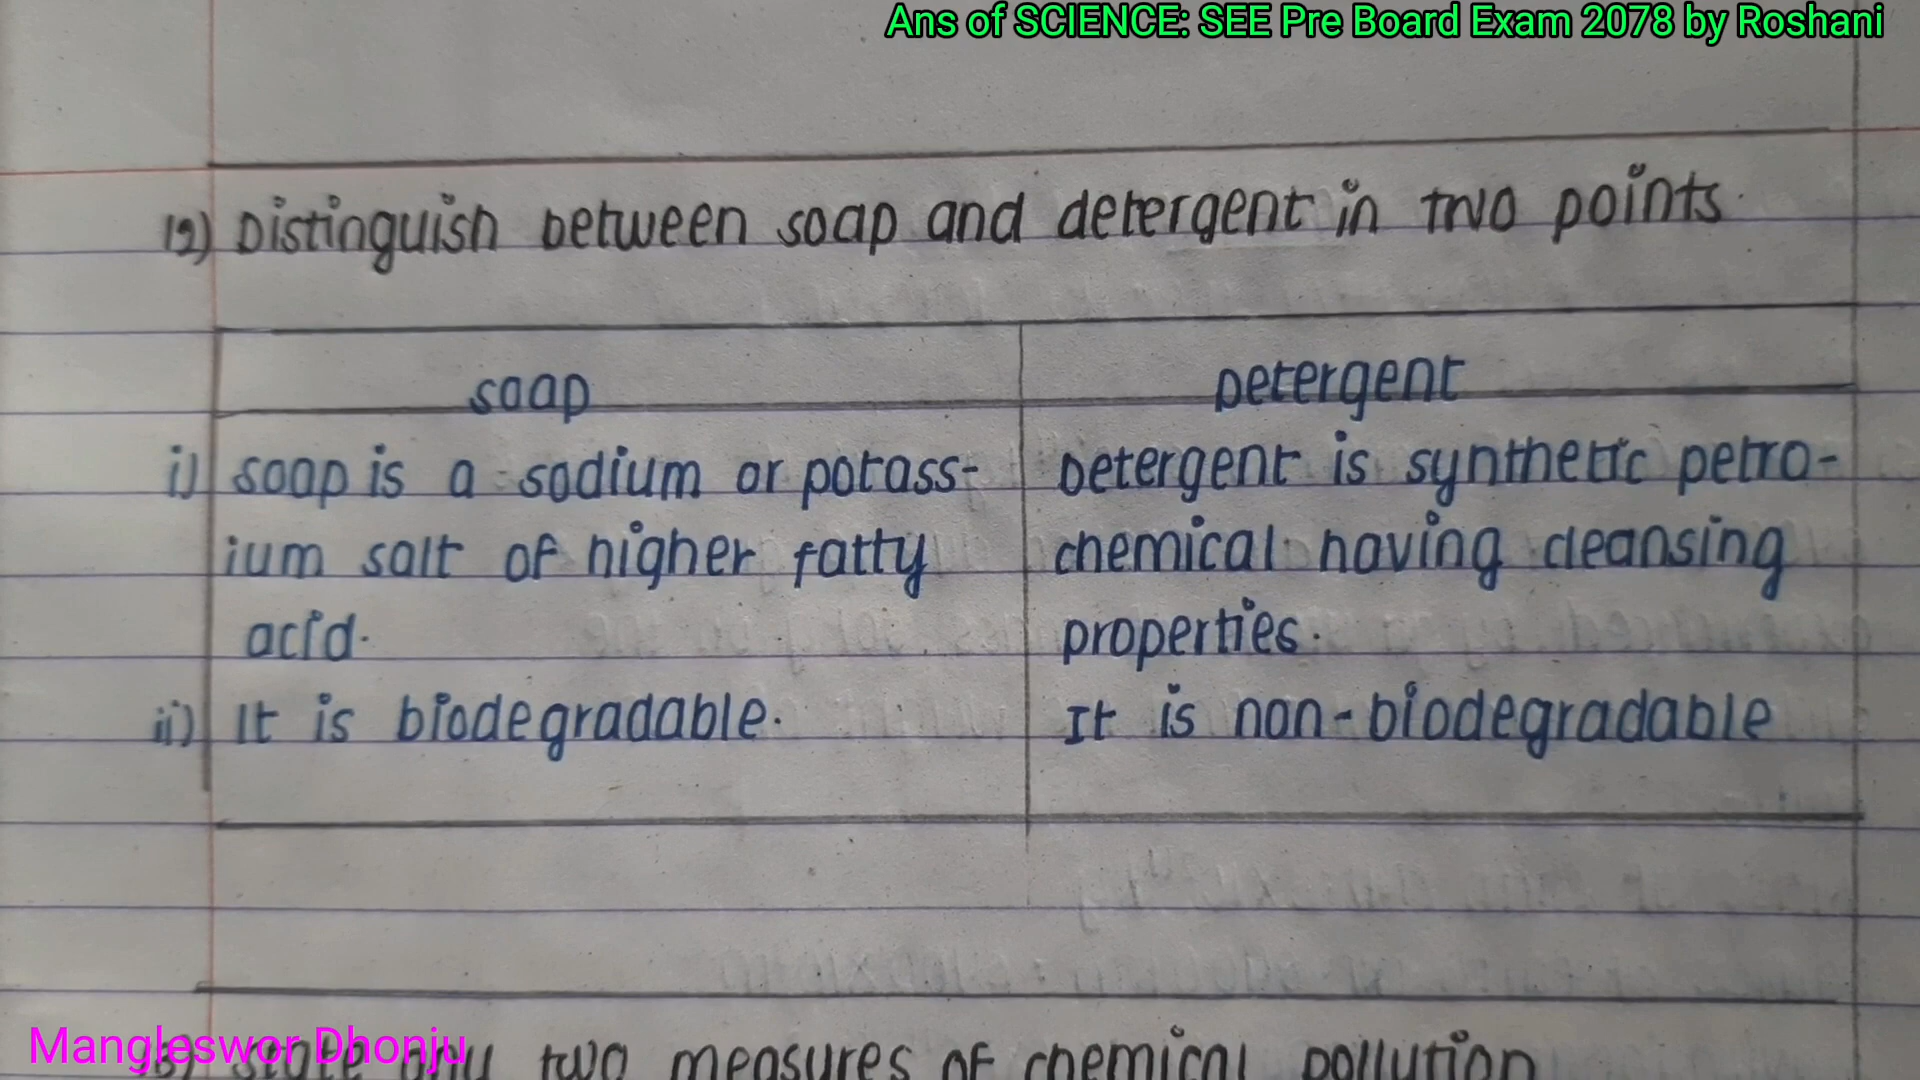 Ans of SCIENCE: SEE Pre Board Exam 2078 by Roshani
12) Distinguish between soap and detergent in two points.
soap
Detergent
i) soap is a sodium or potass-
ium salt of higher fatty
acid.
Detergent is synthetic petro-
chemical having cleansing
properties.
ii) It is biodegradable.
It is non-biodegradable
Mangleswor Dhonju
state any two measures of chemical pollution